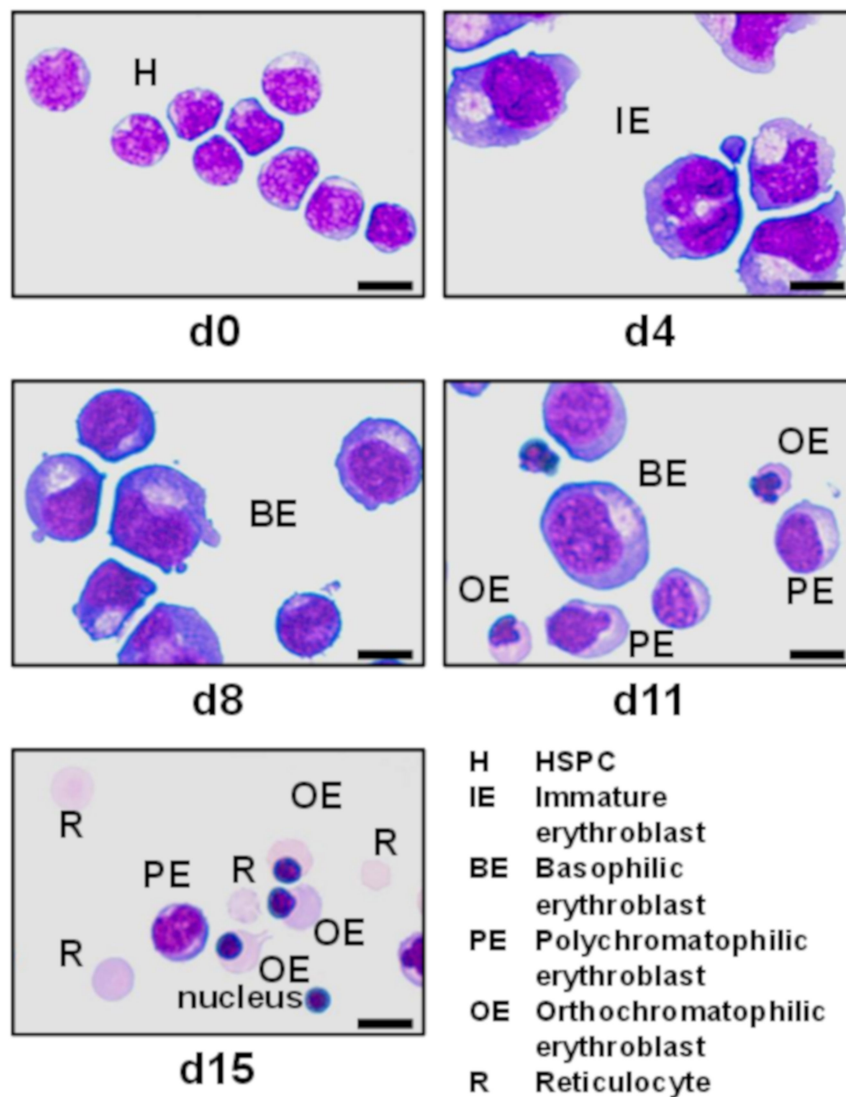 H
d0
IE
d4
BE
d8
OE
BE
OE
PE
PE
d11
OE
R
R
R
PE
OE
R
OE
nucleus
d15
H HSPC
IE Immature
erythroblast
BE Basophilic
erythroblast
PE Polychromatophilic
erythroblast
OE Orthochromatophilic
erythroblast
R Reticulocyte